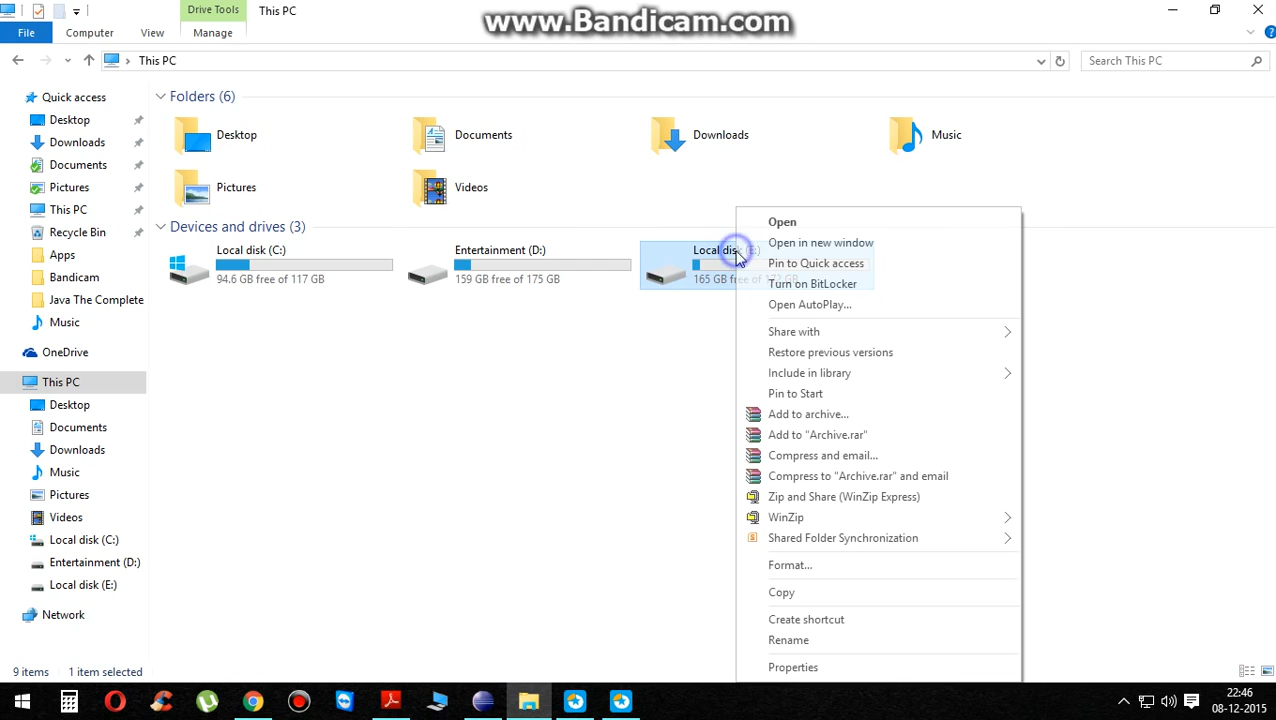 Drive Tools
This PC
www.Bandicam.com
File
Computer
View
Manage
This PC
Search This PC
Quick access
Desktop
Downloads
Documents
Pictures
This PC
Recycle Bin
Apps
Bandicam
Java The Complete
Music
OneDrive
This PC
Desktop
Documents
Downloads
Music
Pictures
Videos
Local disk (C:)
Entertainment (D:)
Local disk (E:)
Network
Folders (6)
Desktop
Documents
Downloads
Music
Pictures
Videos
Devices and drives (3)
Local disk (C:)
94.6 GB free of 117 GB
Entertainment (D:)
159 GB free of 175 GB
Local disk (E:)
165 GB free of 172 GB
Open
Open in new window
Pin to Quick access
Turn on BitLocker
Open AutoPlay...
Share with
Restore previous versions
Include in library
Pin to Start
Add to archive...
Add to "Archive.rar"
Compress and email...
Compress to "Archive.rar" and email
Zip and Share (WinZip Express)
WinZip
Shared Folder Synchronization
Format...
Copy
Create shortcut
Rename
Properties
9 items
1 item selected
22:46
08-12-2015